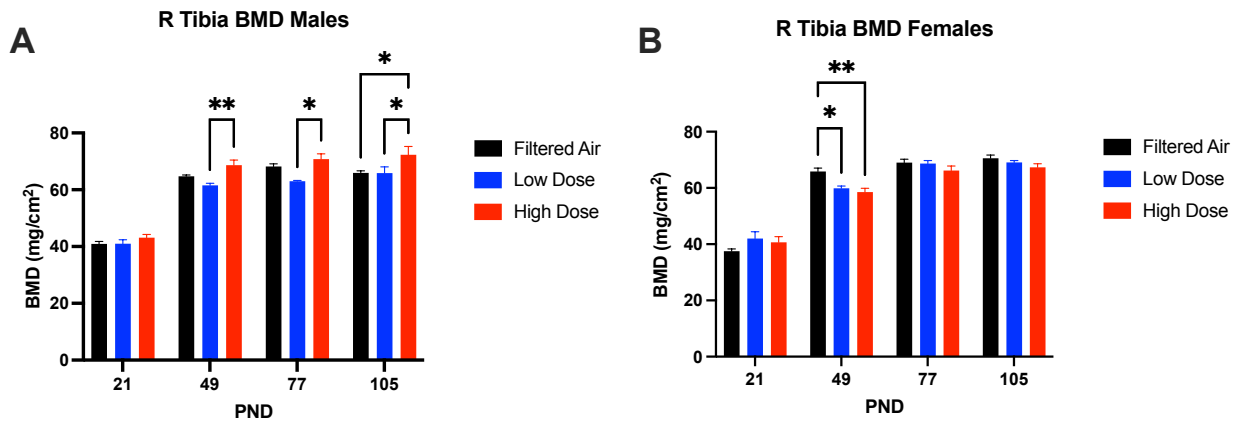 A
R Tibia BMD Males
*
**
*
*
80
60
40
20
0
BMD (mg/cm²)
21 49 77 105
PND
Filtered Air
Low Dose
High Dose
B
R Tibia BMD Females
**
*
80
60
40
20
0
BMD (mg/cm²)
21 49 77 105
PND
Filtered Air
Low Dose
High Dose